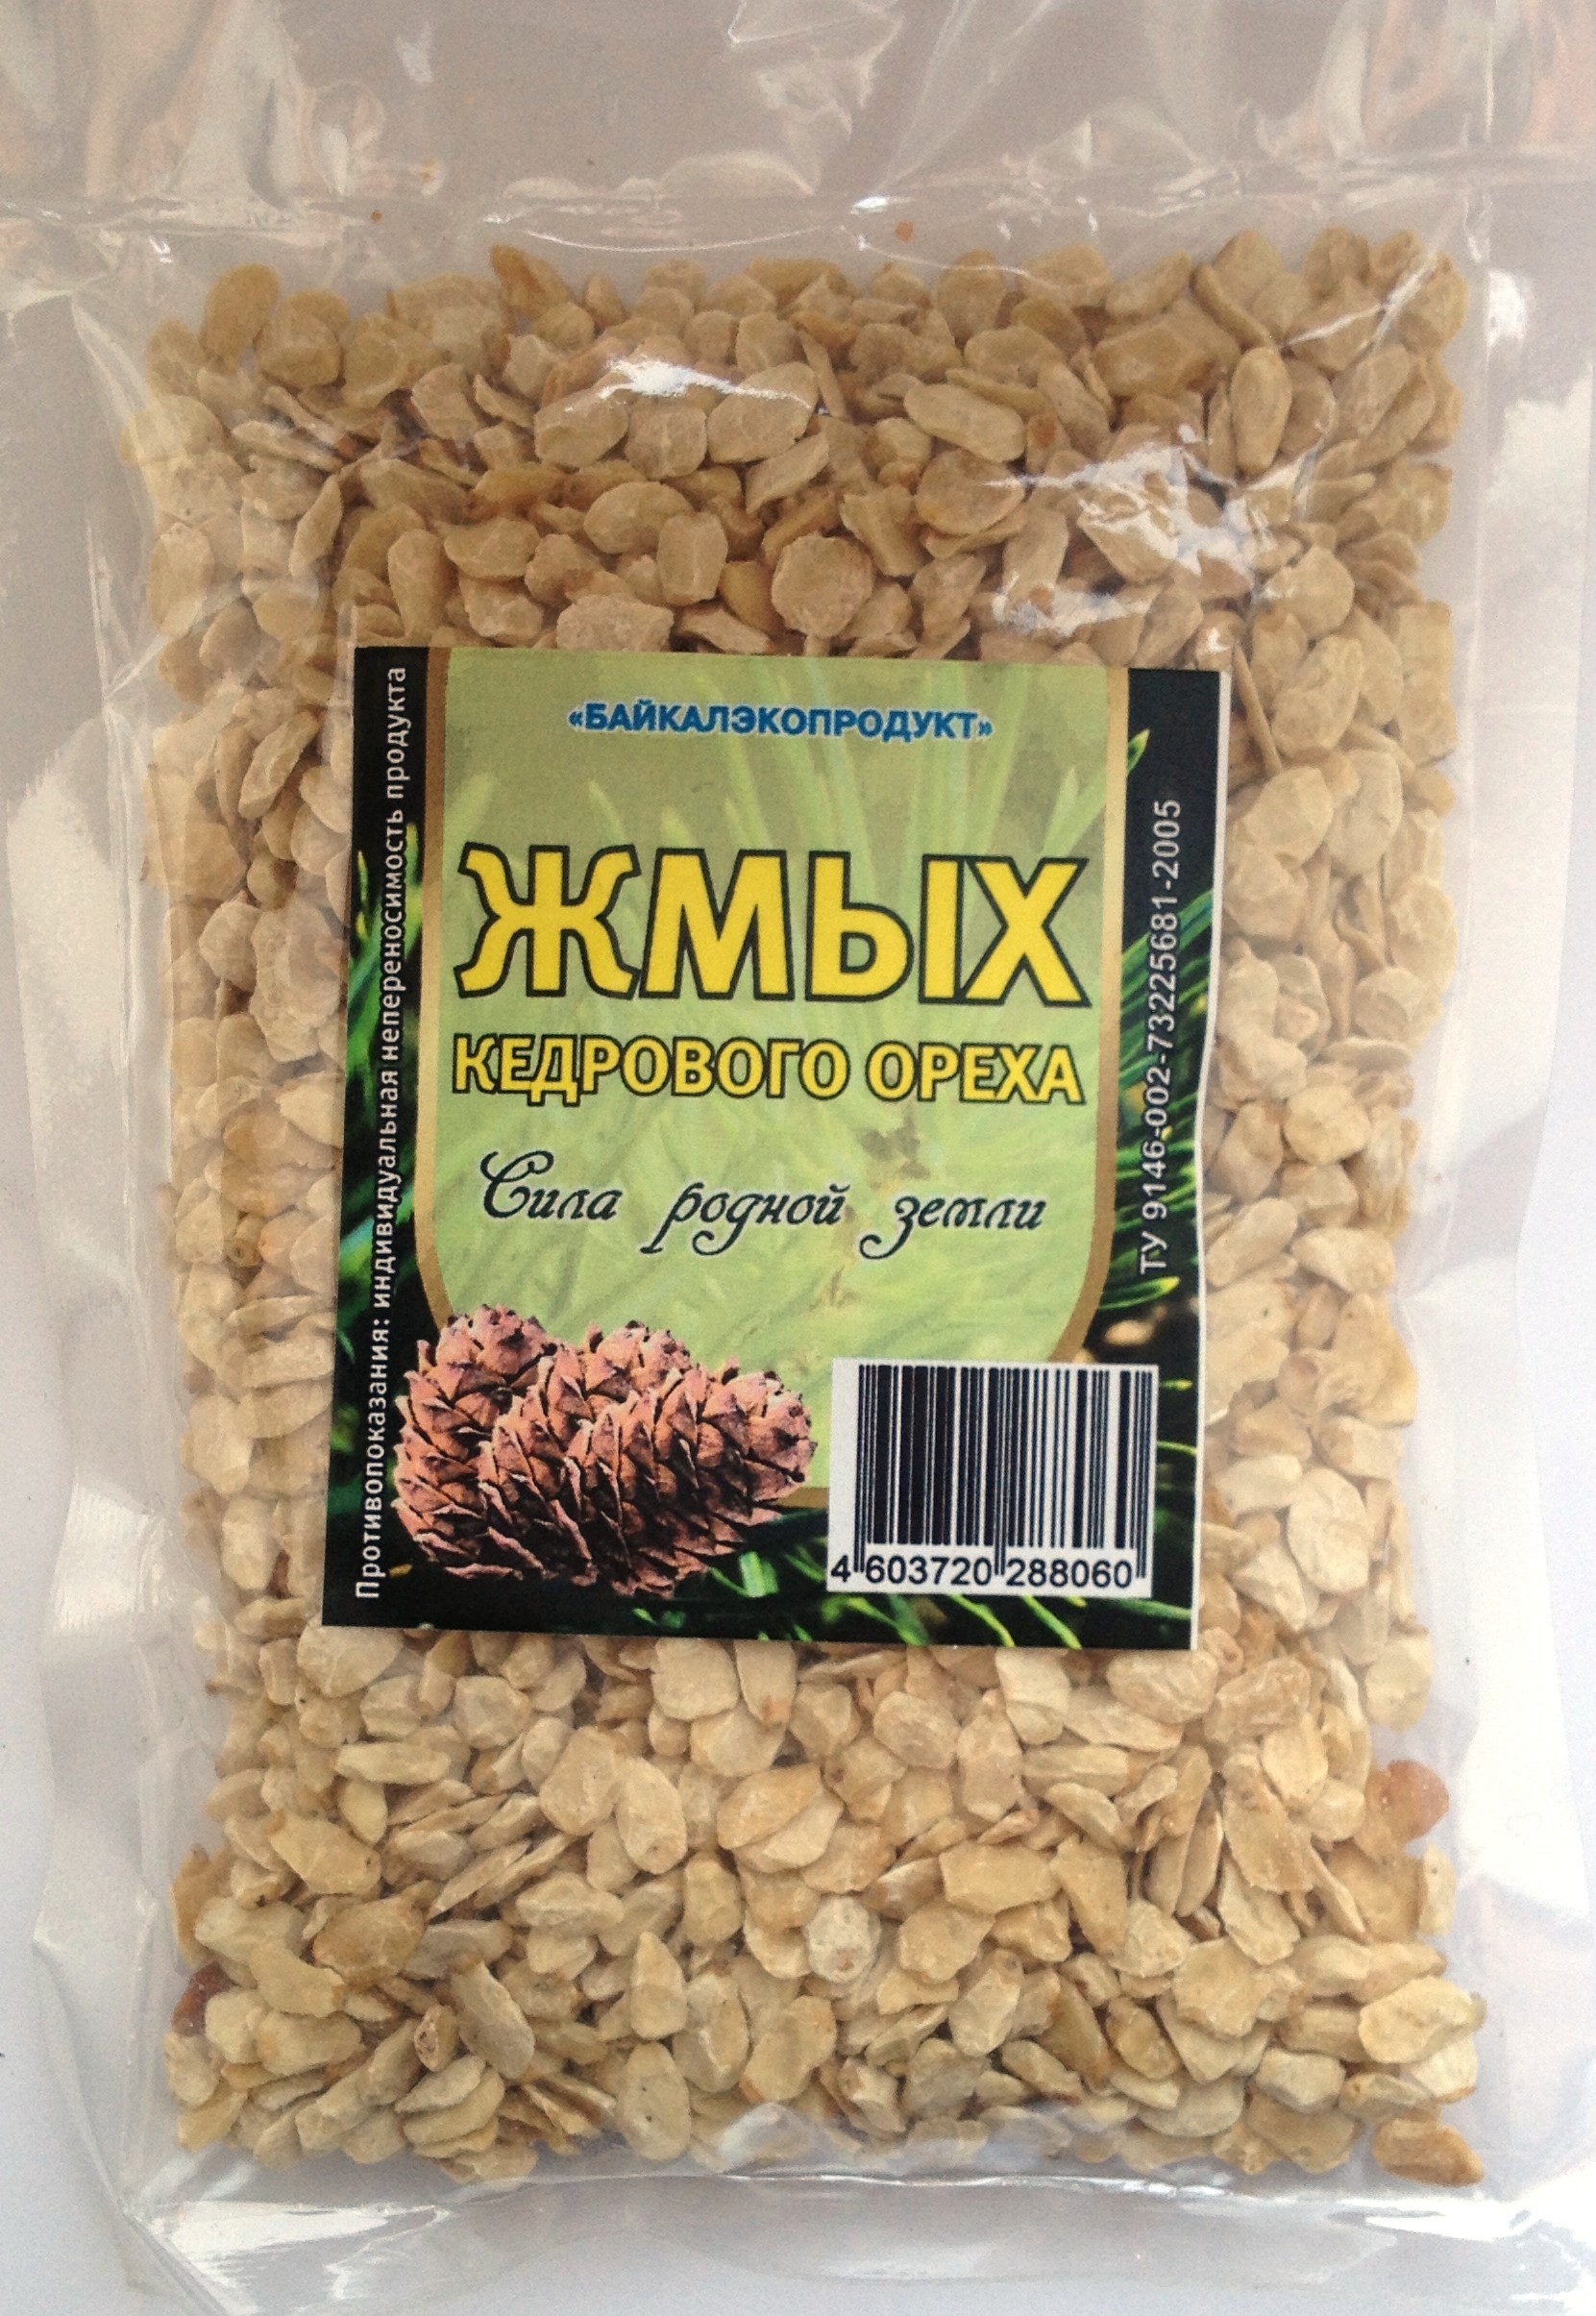 «БАЙКАЛЭКОПРОДУКТ»
ЖМЫХ
КЕДРОВОГО ОРЕХА
Сила родной земли
Противопоказания: индивидуальная непереносимость продукта
ТУ 9146-002-73225681-2005
4 603720 288060